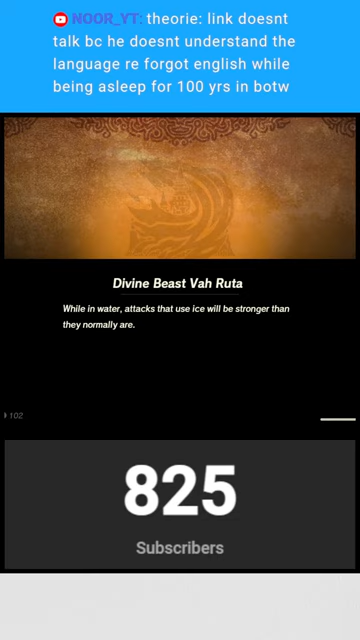 NOOR_YT: theorie: link doesnt
talk bc he doesnt understand the
language re forgot english while
being asleep for 100 yrs in botw
Divine Beast Vah Ruta
While in water, attacks that use ice will be stronger than
they normally are.
102
825
Subscribers